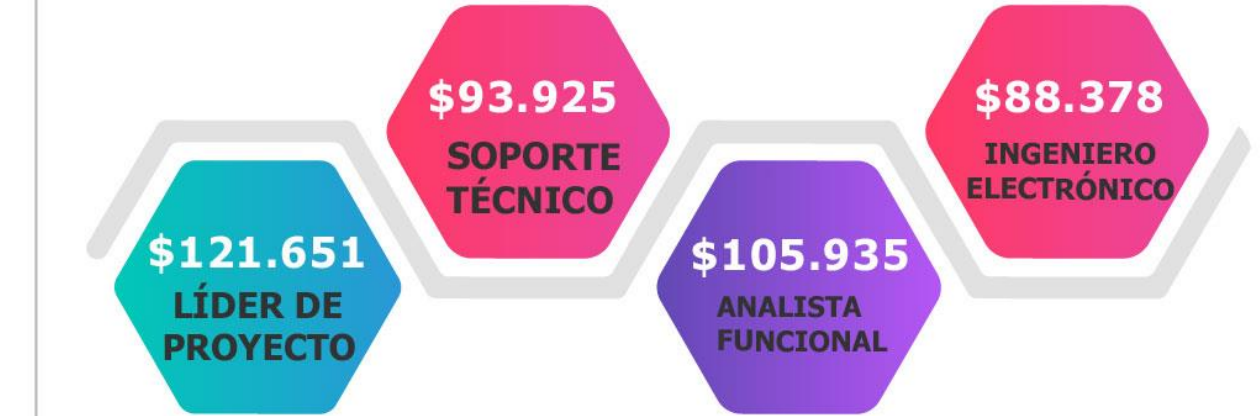 $121.651
LÍDER DE
PROYECTO
$93.925
SOPORTE
TÉCNICO
$105.935
ANALISTA
FUNCIONAL
$88.378
INGENIERO
ELECTRÓNICO